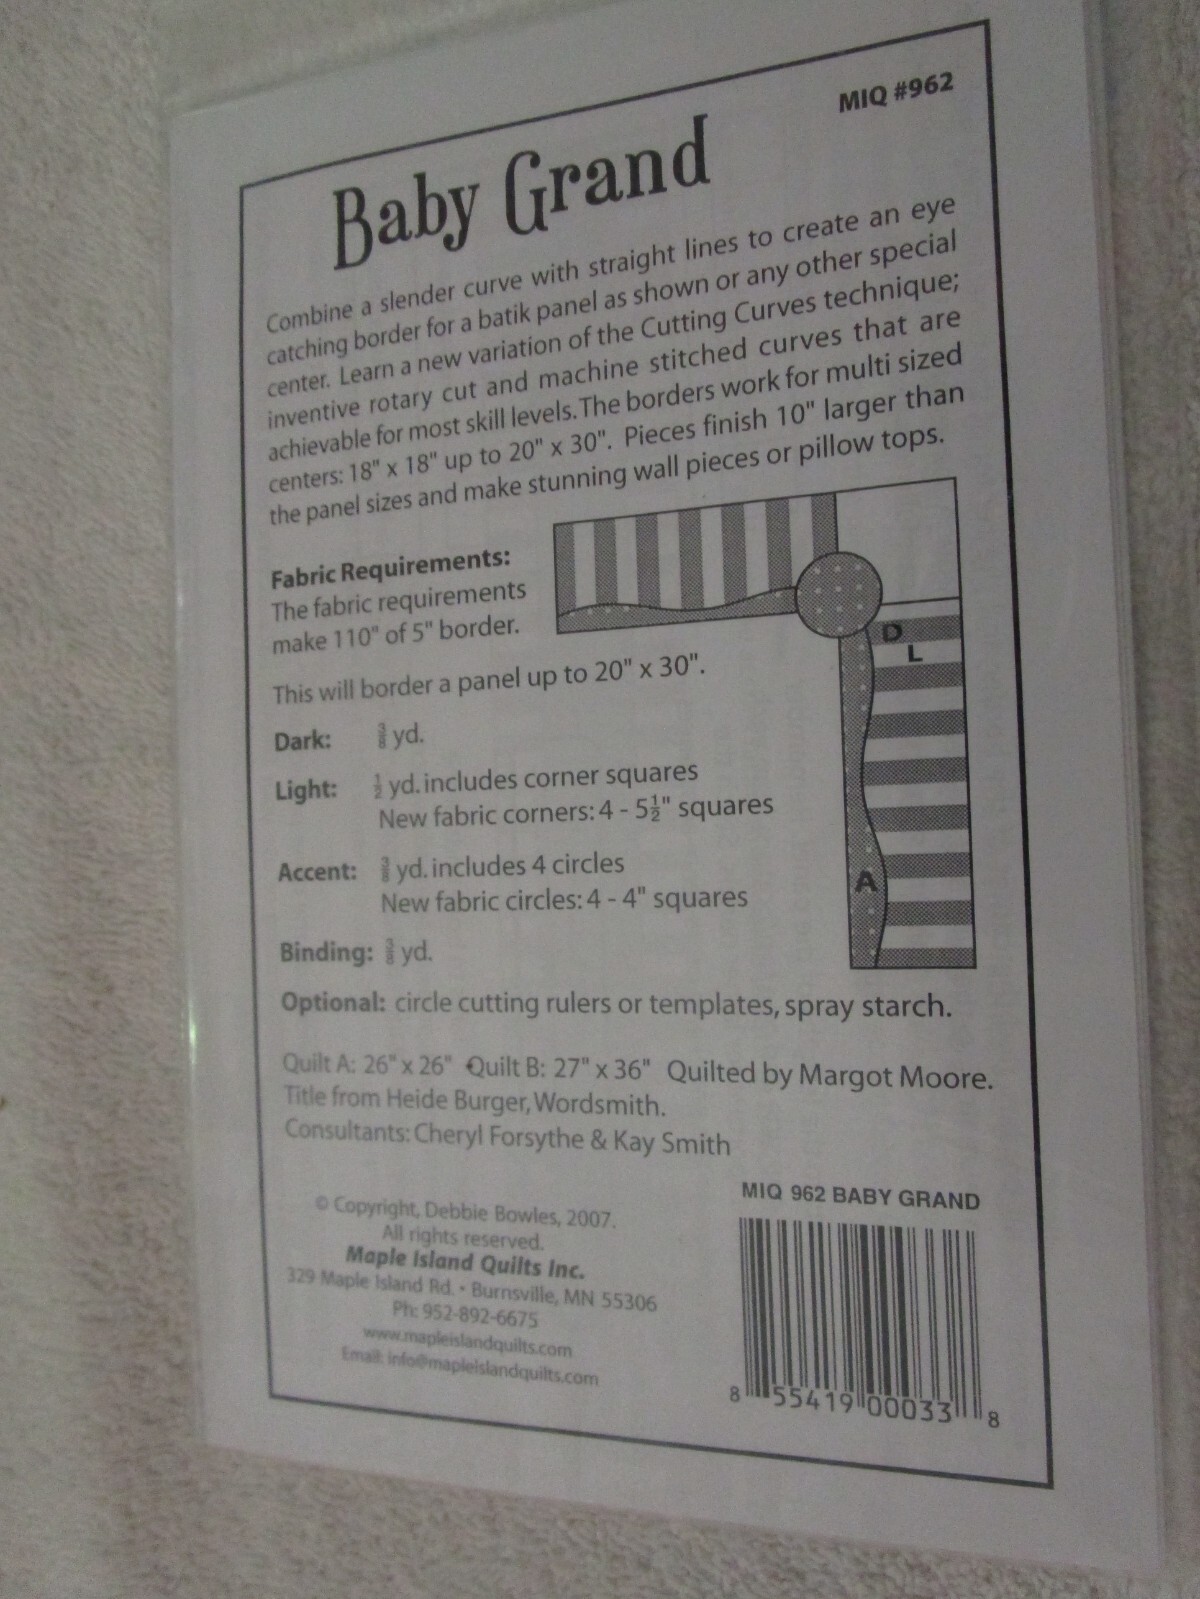 MIQ #962
Baby Grand
Combine a slender curve with straight lines to create an eye
catching border for a batik panel as shown or any other special
center. Learn a new variation of the Cutting Curves technique;
inventive rotary cut and machine stitched curves that are
achievable for most skill levels. The borders work for multi sized
centers: 18" x 18" up to 20" x 30". Pieces finish 10" larger than
the panel sizes and make stunning wall pieces or pillow tops.
Fabric Requirements:
The fabric requirements
make 110" of 5" border.
This will border a panel up to 20" x 30".
Dark: ⅜ yd.
Light: ½ yd. includes corner squares
New fabric corners: 4 - 5½" squares
Accent: ⅜ yd. includes 4 circles
New fabric circles: 4 - 4" squares
Binding: ⅜ yd.
D
L
A
Optional: circle cutting rulers or templates, spray starch.
Quilt A: 26" x 26" Quilt B: 27" x 36" Quilted by Margot Moore.
Title from Heide Burger, Wordsmith.
Consultants: Cheryl Forsythe & Kay Smith
© Copyright, Debbie Bowles, 2007.
All rights reserved.
Maple Island Quilts Inc.
329 Maple Island Rd. • Burnsville, MN 55306
Ph: 952-892-6675
www.mapleislandquilts.com
Email: info@mapleislandquilts.com
MIQ 962 BABY GRAND
8 55419 00033 8